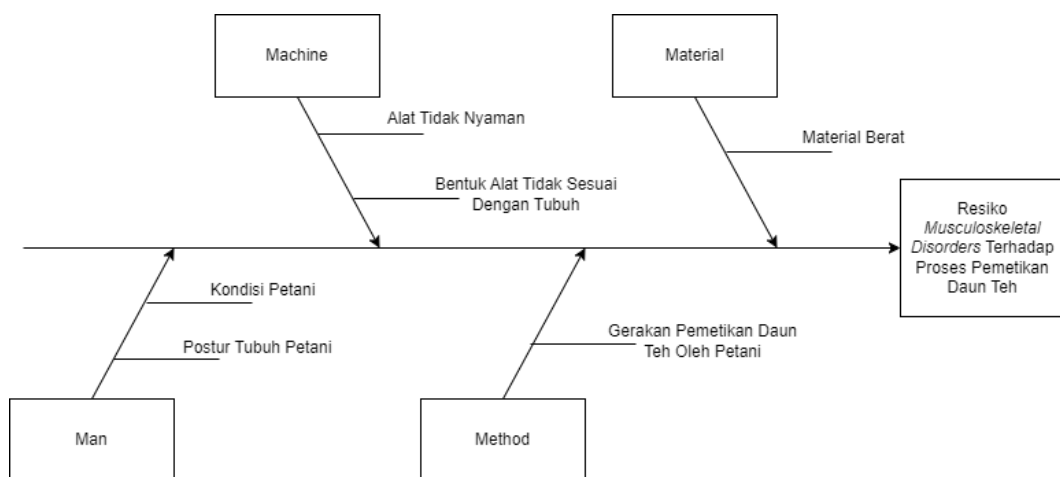 Machine
Material
Alat Tidak Nyaman
Material Berat
Bentuk Alat Tidak Sesuai
Dengan Tubuh
Resiko
Musculoskeletal
Disorders Terhadap
Proses Pemetikan
Daun Teh
Kondisi Petani
Postur Tubuh Petani
Gerakan Pemetikan Daun
Teh Oleh Petani
Man
Method